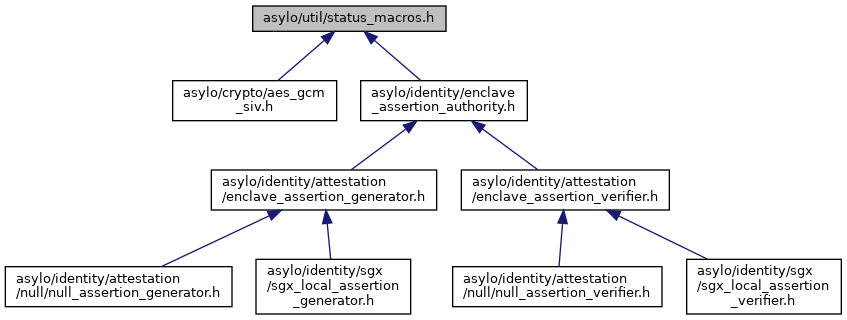 asylo/util/status_macros.h
asylo/crypto/aes_gcm
_siv.h
asylo/identity/enclave
_assertion_authority.h
asylo/identity/attestation
/enclave_assertion_generator.h
asylo/identity/attestation
/enclave_assertion_verifier.h
asylo/identity/attestation
/null/null_assertion_generator.h
asylo/identity/sgx
/sgx_local_assertion
_generator.h
asylo/identity/attestation
/null/null_assertion_verifier.h
asylo/identity/sgx
/sgx_local_assertion
_verifier.h